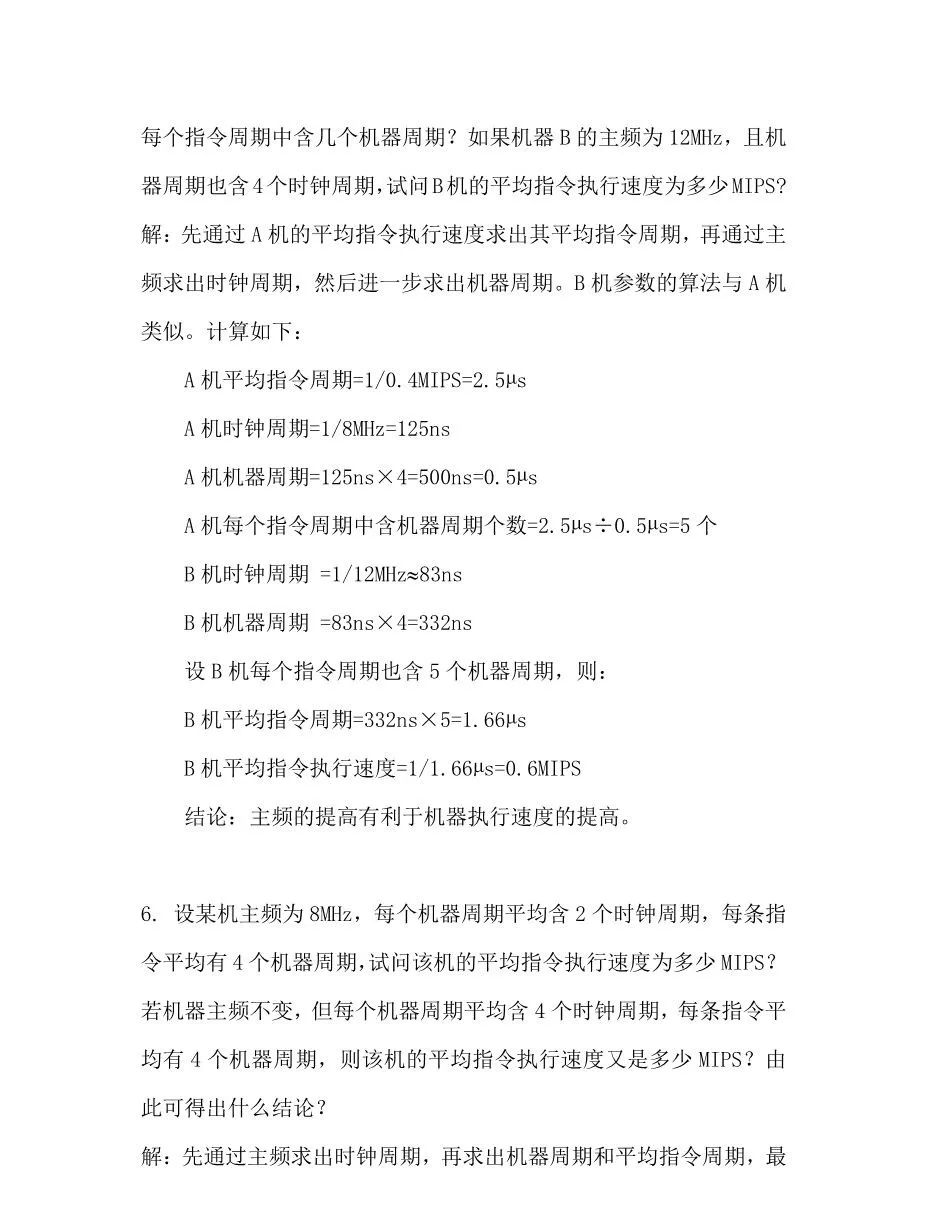 每个指令周期中含几个机器周期？如果机器 B 的主频为 12MHz，且机
器周期也含 4 个时钟周期，试问 B 机的平均指令执行速度为多少 MIPS?
解：先通过 A 机的平均指令执行速度求出其平均指令周期，再通过主
频求出时钟周期，然后进一步求出机器周期。B 机参数的算法与 A 机
类似。计算如下：
A 机平均指令周期=1/0.4MIPS=2.5μs
A 机时钟周期=1/8MHz=125ns
A 机机器周期=125ns×4=500ns=0.5μs
A 机每个指令周期中含机器周期个数=2.5μs÷0.5μs=5 个
B 机时钟周期 =1/12MHz≈83ns
B 机机器周期 =83ns×4=332ns
设 B 机每个指令周期也含 5 个机器周期，则：
B 机平均指令周期=332ns×5=1.66μs
B 机平均指令执行速度=1/1.66μs=0.6MIPS
结论：主频的提高有利于机器执行速度的提高。
6. 设某机主频为 8MHz，每个机器周期平均含 2 个时钟周期，每条指
令平均有 4 个机器周期，试问该机的平均指令执行速度为多少 MIPS？
若机器主频不变，但每个机器周期平均含 4 个时钟周期，每条指令平
均有 4 个机器周期，则该机的平均指令执行速度又是多少 MIPS？由
此可得出什么结论？
解：先通过主频求出时钟周期，再求出机器周期和平均指令周期，最